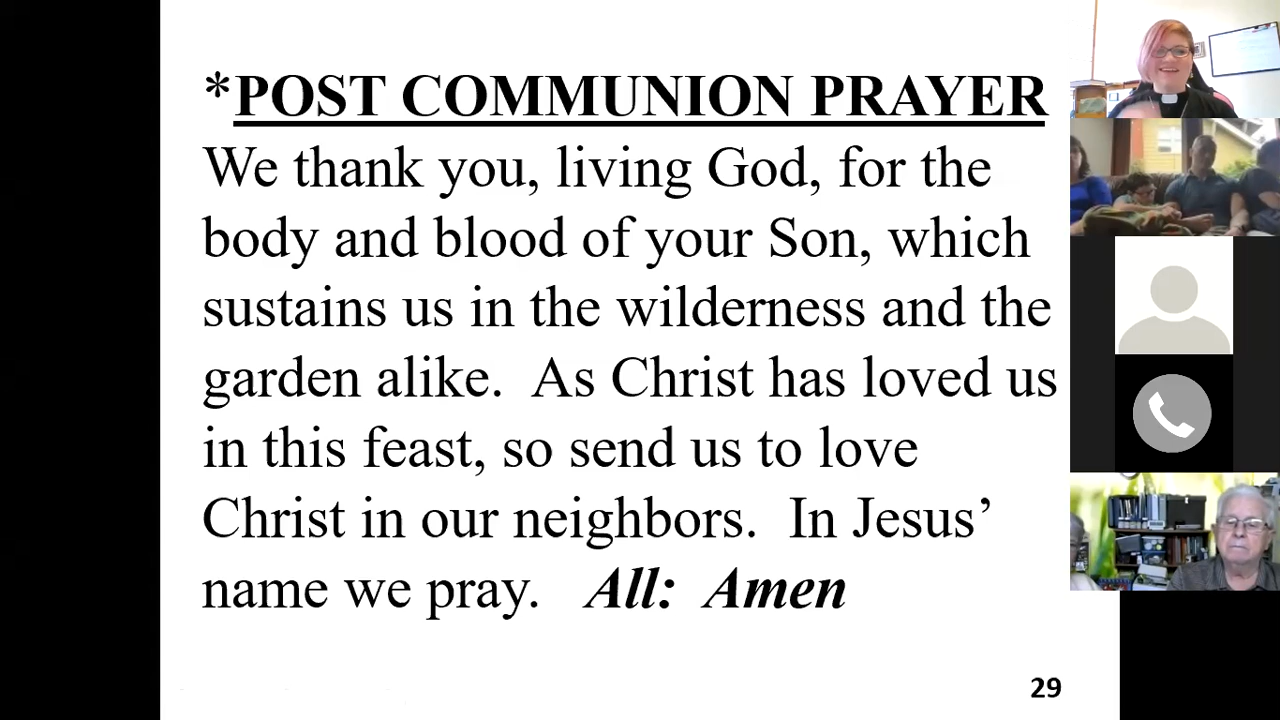 *POST COMMUNION PRAYER
We thank you, living God, for the
body and blood of your Son, which
sustains us in the wilderness and the
garden alike.  As Christ has loved us
in this feast, so send us to love
Christ in our neighbors.  In Jesus’
name we pray.   All:  Amen
29